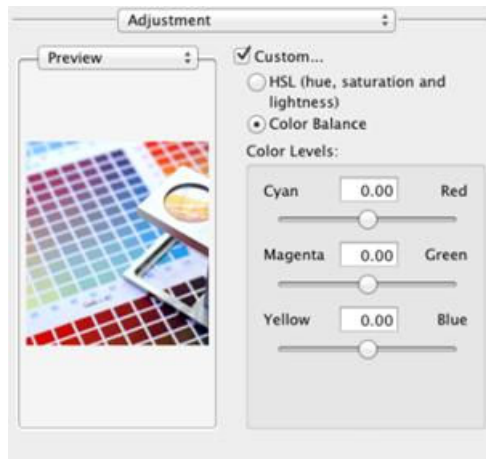 Adjustment
Preview
Custom...
HSL (hue, saturation and
lightness)
Color Balance
Color Levels:
Cyan 0.00 Red
Magenta 0.00 Green
Yellow 0.00 Blue